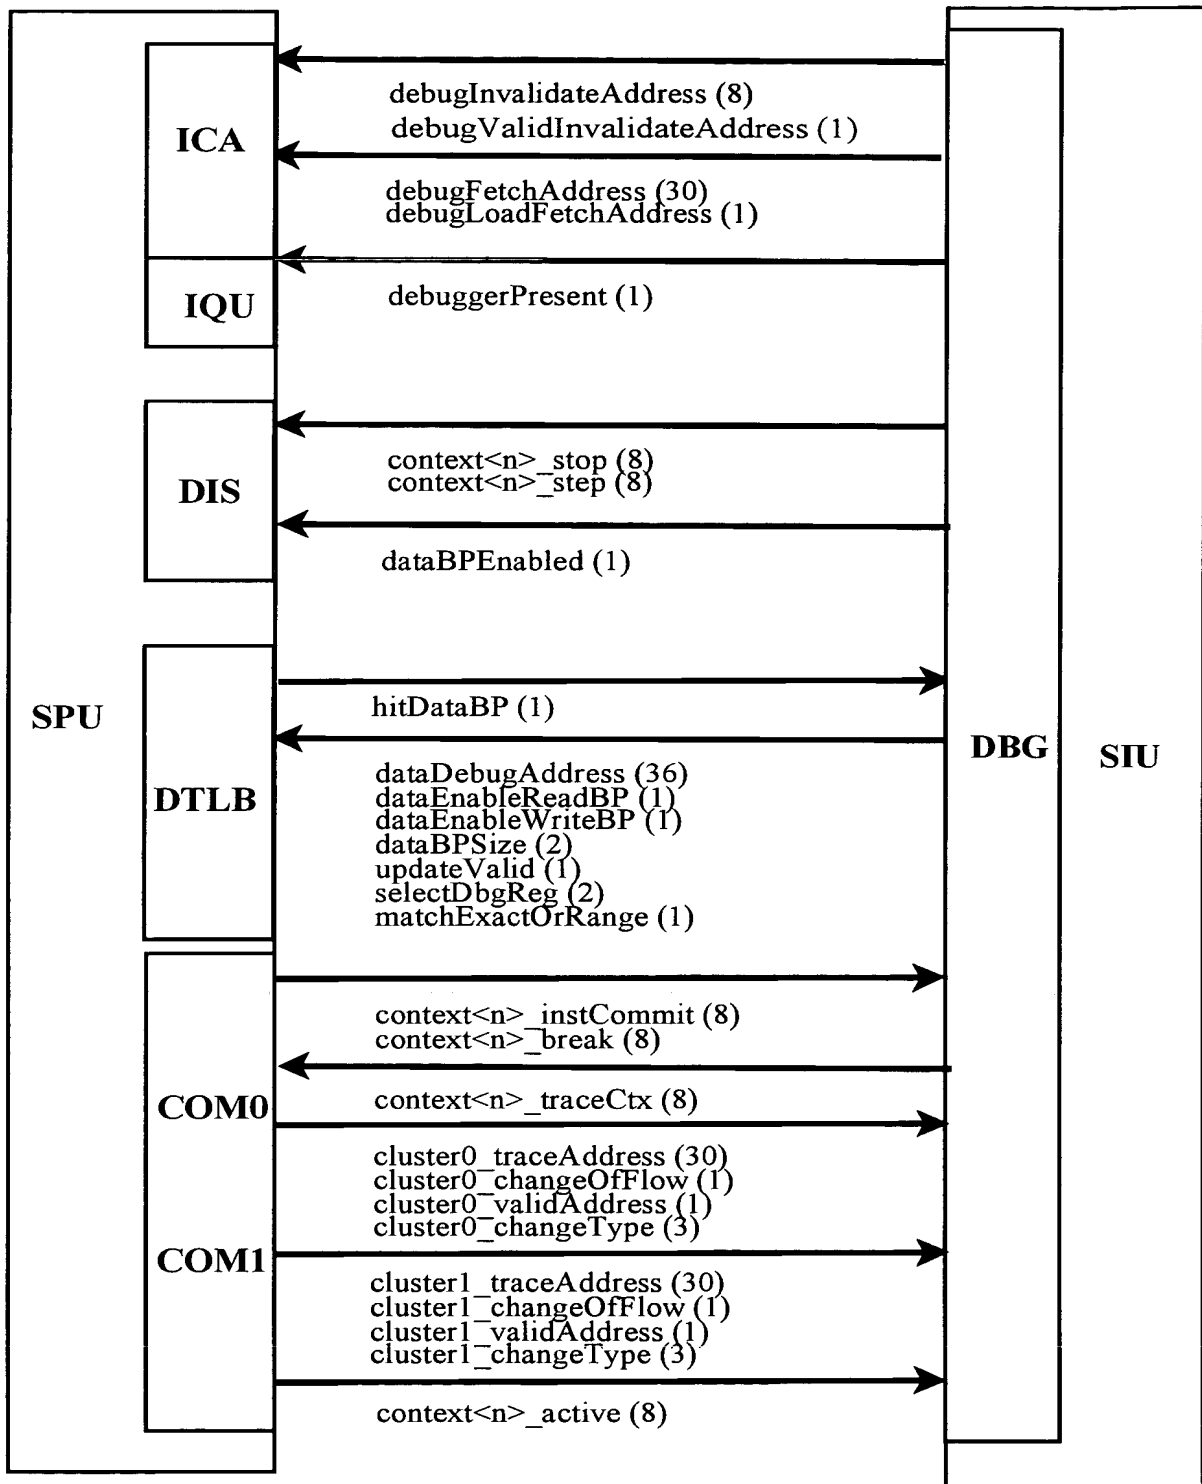 ICA
debugInvalidateAddress (8)
debugValidInvalidateAddress (1)
debugFetchAddress (30)
debugLoadFetchAddress (1)
IQU
debuggerPresent (1)
DIS
context<n>_stop (8)
context<n>_step (8)
dataBPEnabled (1)
SPU
DTLB
hitDataBP (1)
dataDebugAddress (36)
dataEnableReadBP (1)
dataEnableWriteBP (1)
dataBPSize (2)
updateValid (1)
selectDbgReg (2)
matchExactOrRange (1)
DBG
SIU
COM0
context<n>_instCommit (8)
context<n>_break (8)
context<n>_traceCtx (8)
cluster0_traceAddress (30)
cluster0_changeOfFlow (1)
cluster0_validAddress (1)
cluster0_changeType (3)
COM1
cluster1_traceAddress (30)
cluster1_changeOfFlow (1)
cluster1_validAddress (1)
cluster1_changeType (3)
context<n>_active (8)